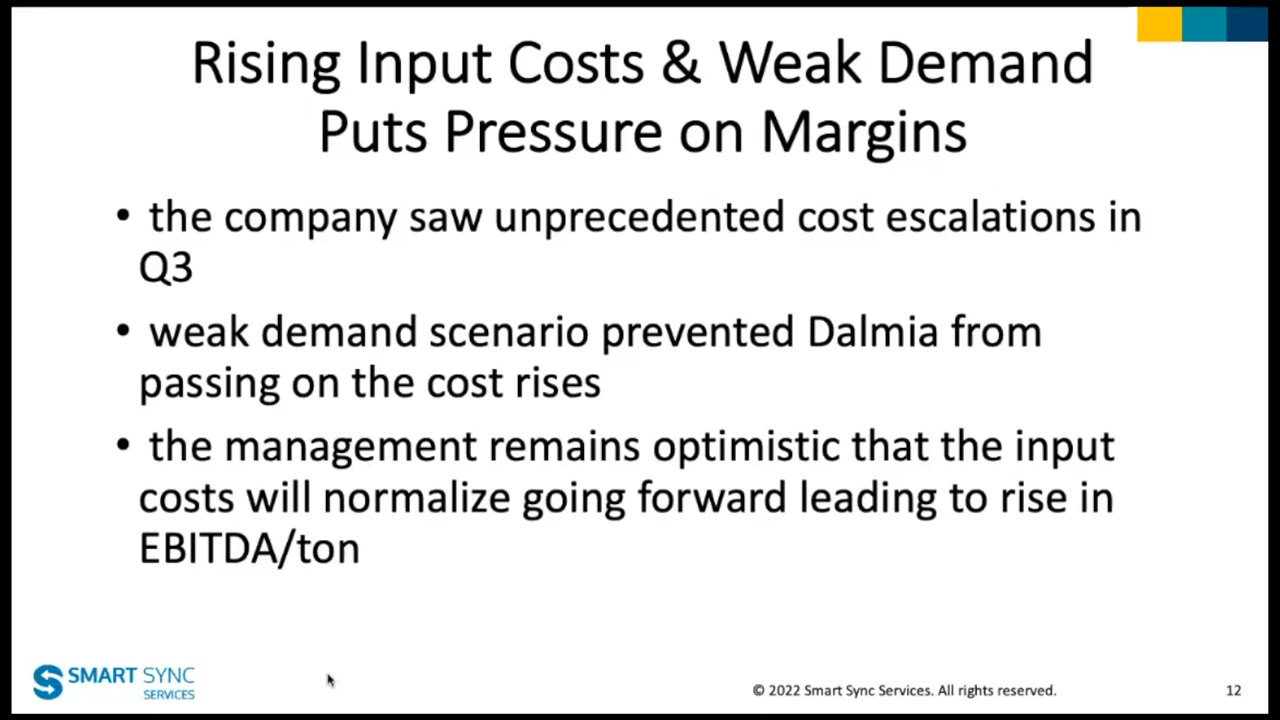 Rising Input Costs & Weak Demand
Puts Pressure on Margins
• the company saw unprecedented cost escalations in
Q3
• weak demand scenario prevented Dalmia from
passing on the cost rises
• the management remains optimistic that the input
costs will normalize going forward leading to rise in
EBITDA/ton
SMART SYNC
SERVICES
© 2022 Smart Sync Services. All rights reserved.
12